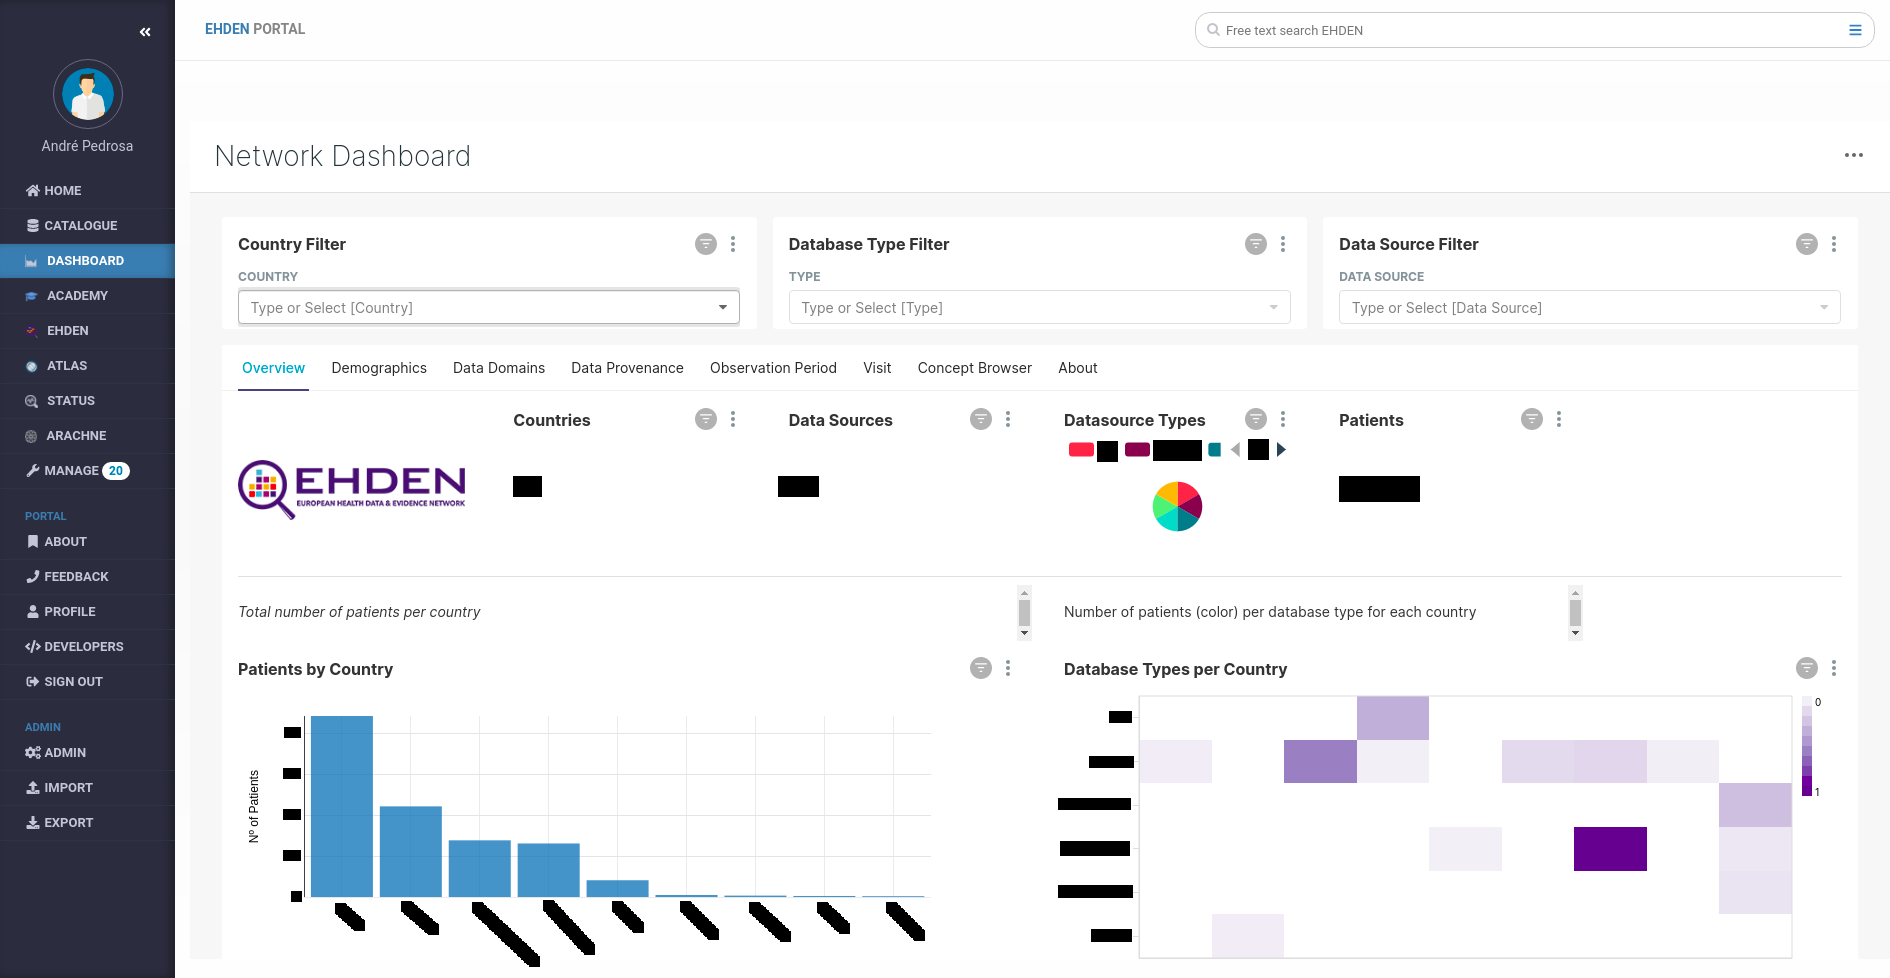 EHDEN PORTAL
Free text search EHDEN
André Pedrosa
HOME
CATALOGUE
DASHBOARD
ACADEMY
EHDEN
ATLAS
STATUS
ARACHNE
MANAGE 20
PORTAL
ABOUT
FEEDBACK
PROFILE
DEVELOPERS
SIGN OUT
ADMIN
ADMIN
IMPORT
EXPORT
Network Dashboard
Country Filter
COUNTRY
Type or Select [Country]
Database Type Filter
TYPE
Type or Select [Type]
Data Source Filter
DATA SOURCE
Type or Select [Data Source]
Overview Demographics Data Domains Data Provenance Observation Period Visit Concept Browser About
EHDEN
EUROPEAN HEALTH DATA & EVIDENCE NETWORK
Countries
Data Sources
Datasource Types
Patients
Total number of patients per country
Number of patients (color) per database type for each country
Patients by Country
Nº of Patients
Database Types per Country
0
1